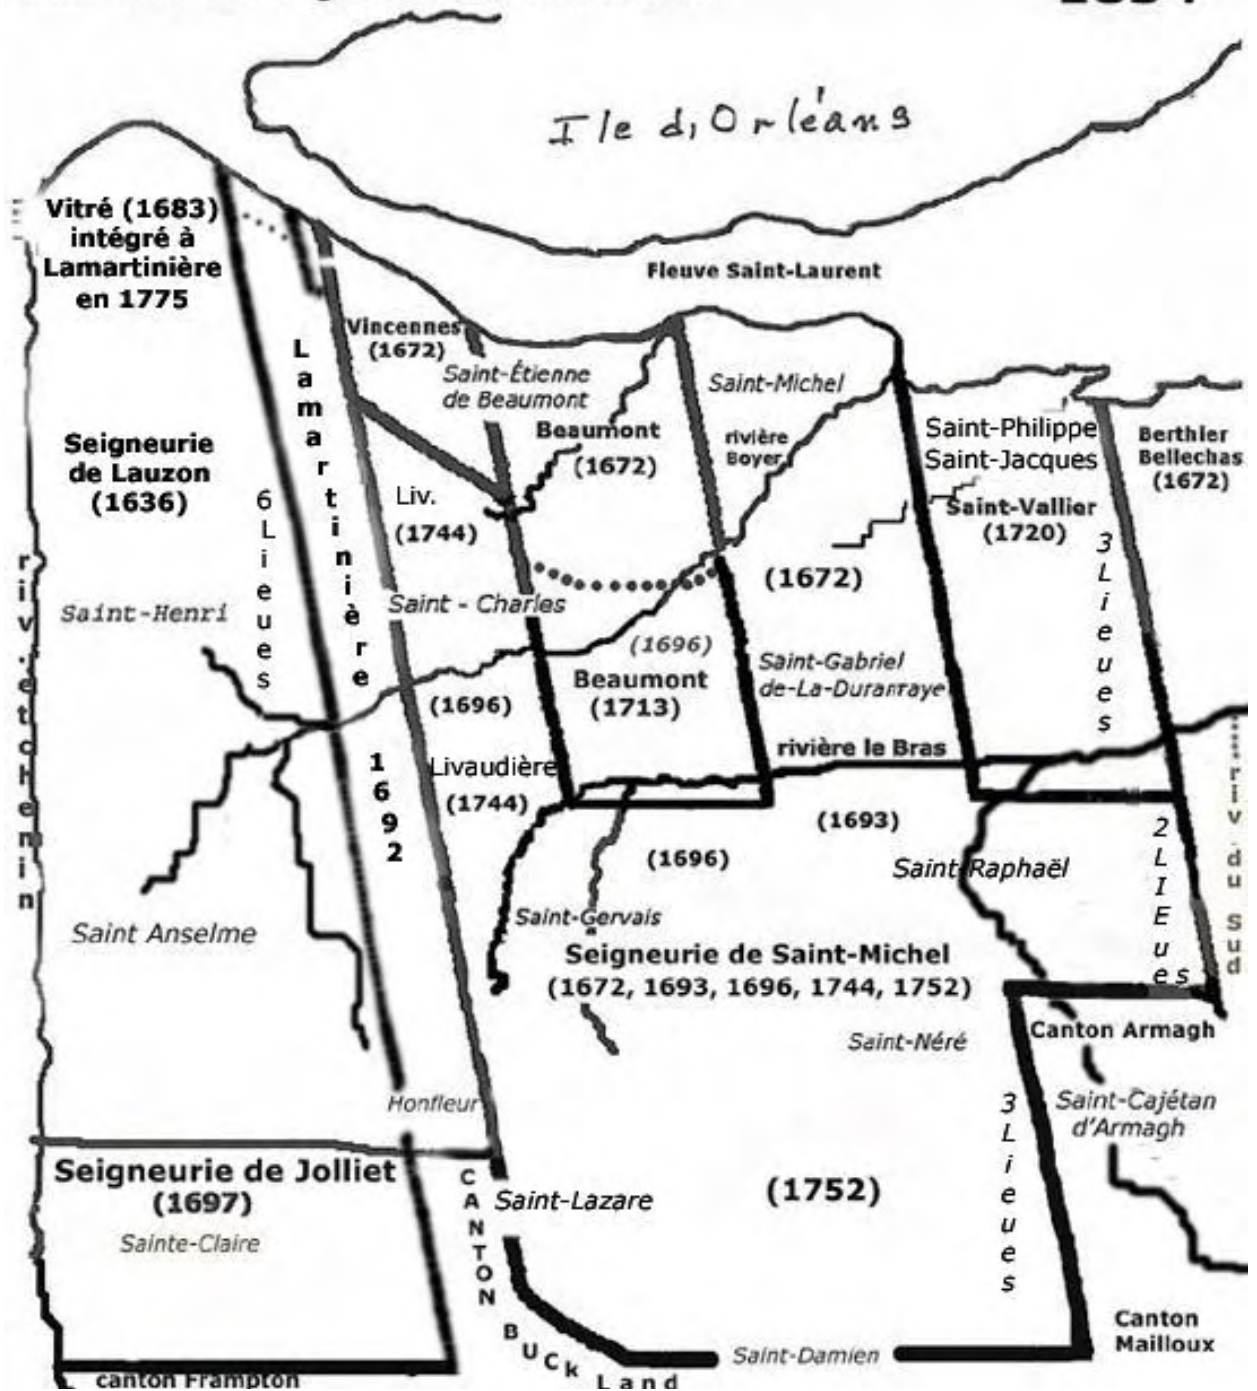 Ile d,Orléans
Vitré (1683)
intégré à
Lamartinière
en 1775
Fleuve Saint-Laurent
Vincennes
(1672)
Saint-Étienne
de Beaumont
Saint-Michel
Lamartinière
1692
Seigneurie
de Lauzon
(1636)
6 Lieues
Beaumont
(1672)
rivière
Boyer
Saint-Philippe
Saint-Jacques
Saint-Vallier
(1720)
Berthier
Bellechas
(1672)
3 Lieues
Liv.
(1744)
(1672)
riv. etchemin
Saint-Henri
Saint - Charles
(1696)
Saint-Gabriel
de-La-Durarraye
Beaumont
(1713)
(1696)
rivière le Bras
Livaudière
(1744)
(1693)
(1696)
Saint-Raphaël
2 LIEues
riv du Sud
Saint Anselme
Saint-Gervais
Seigneurie de Saint-Michel
(1672, 1693, 1696, 1744, 1752)
Canton Armagh
Saint-Néré
Honfleur
3 Lieues
Saint-Cajétan
d'Armagh
Seigneurie de Jolliet
(1697)
Sainte-Claire
CANTON
BUCk
Land
Saint-Lazare
(1752)
Canton
Mailloux
Saint-Damien
canton Frampton